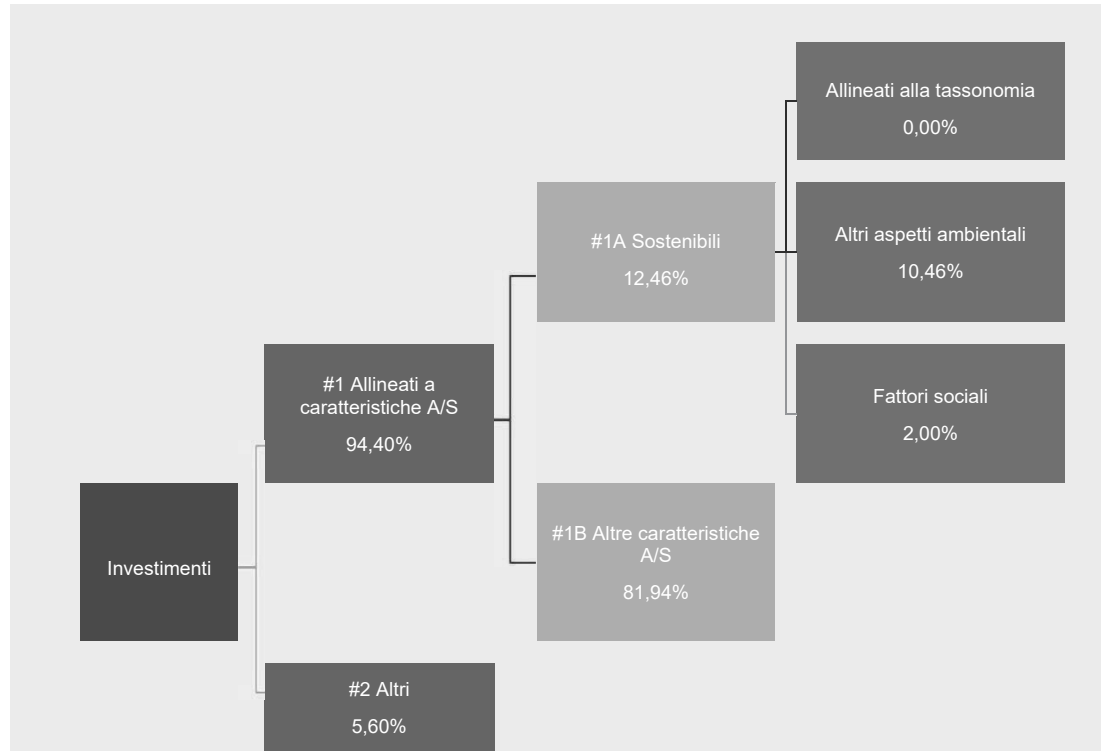 Allineati alla tassonomia
0,00%
#1A Sostenibili
12,46%
Altri aspetti ambientali
10,46%
#1 Allineati a
caratteristiche A/S
94,40%
Fattori sociali
2,00%
Investimenti
#1B Altre caratteristiche
A/S
81,94%
#2 Altri
5,60%